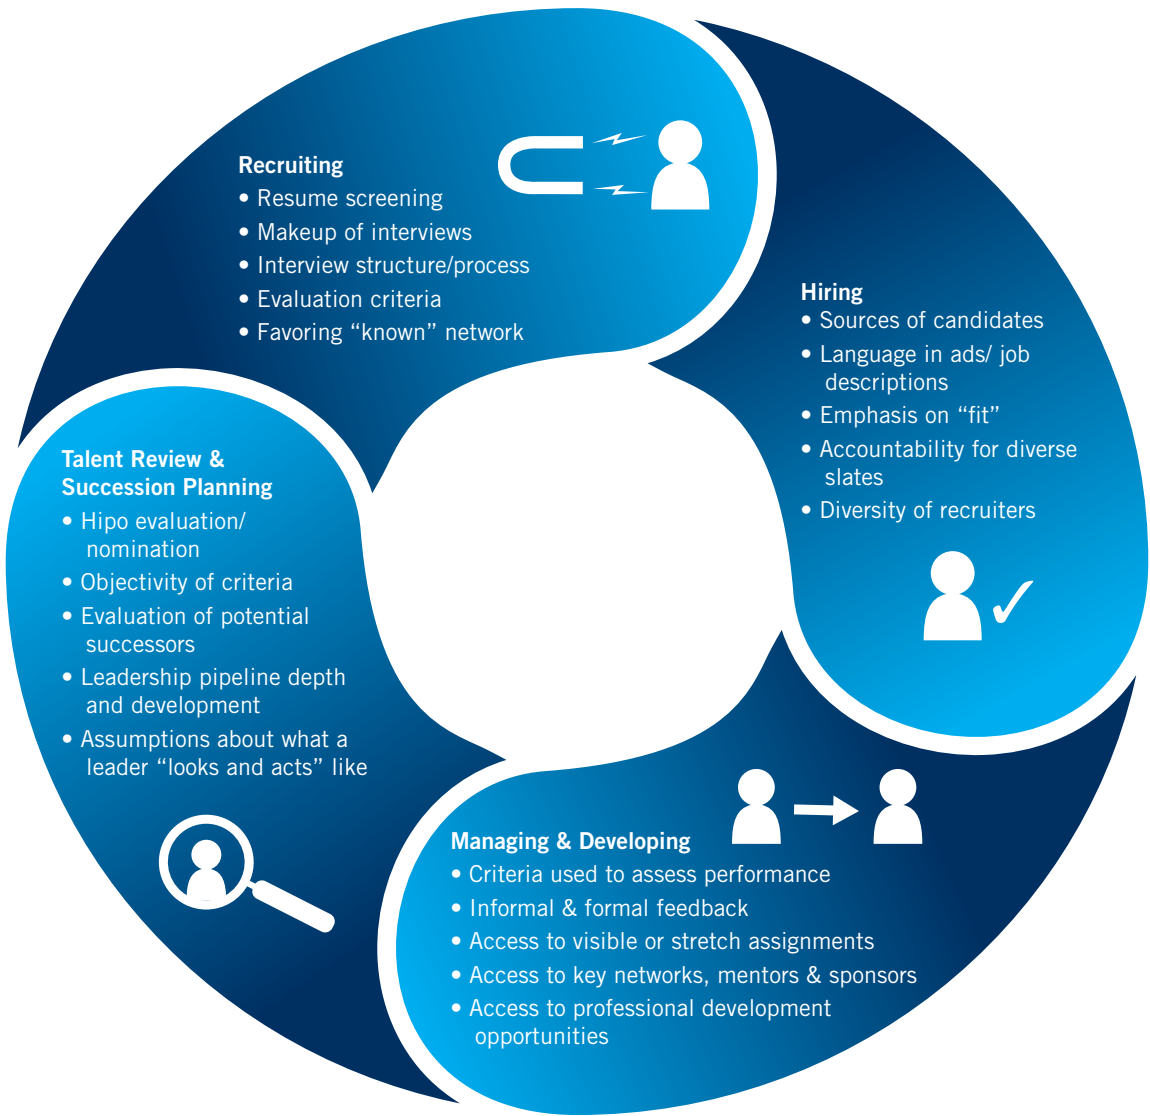 Recruiting
• Resume screening
• Makeup of interviews
• Interview structure/process
• Evaluation criteria
• Favoring “known” network
Hiring
• Sources of candidates
• Language in ads/ job
descriptions
• Emphasis on “fit”
• Accountability for diverse
slates
• Diversity of recruiters
Managing & Developing
• Criteria used to assess performance
• Informal & formal feedback
• Access to visible or stretch assignments
• Access to key networks, mentors & sponsors
• Access to professional development
opportunities
Talent Review &
Succession Planning
• Hipo evaluation/
nomination
• Objectivity of criteria
• Evaluation of potential
successors
• Leadership pipeline depth
and development
• Assumptions about what a
leader “looks and acts” like